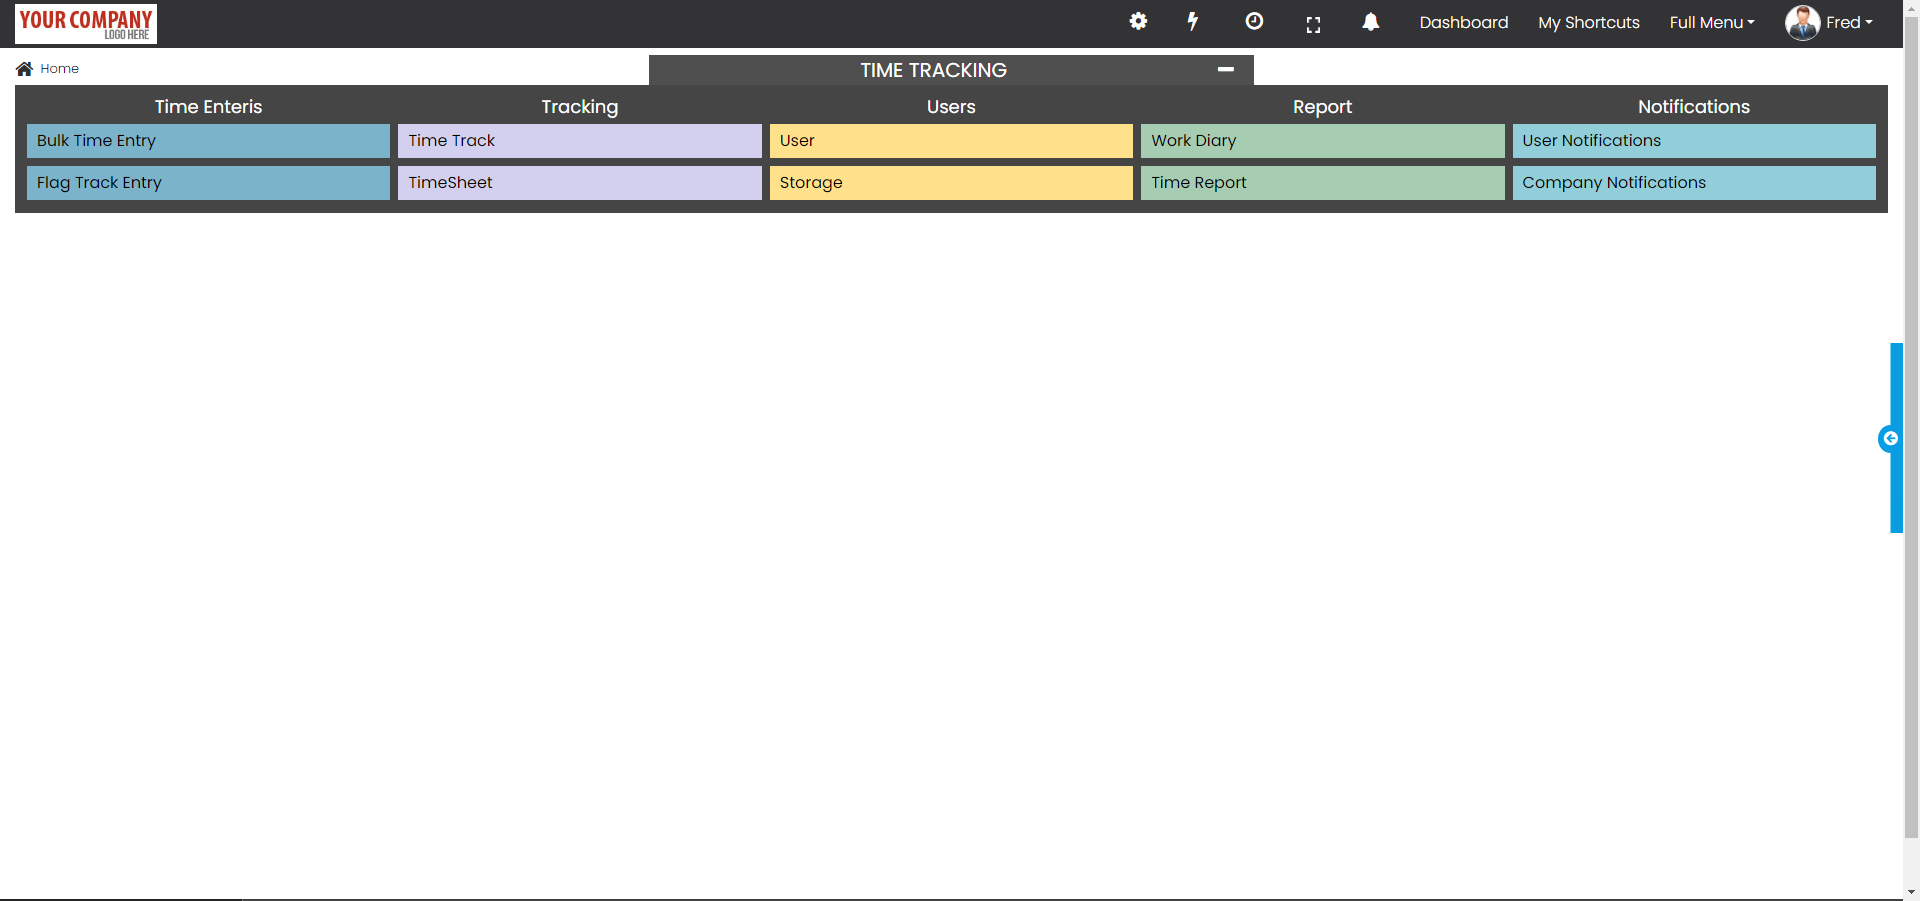 YOUR COMPANY
LOGO HERE
Dashboard
My Shortcuts
Full Menu
Fred
Home
TIME TRACKING
Time Enteris
Tracking
Users
Report
Notifications
Bulk Time Entry
Time Track
User
Work Diary
User Notifications
Flag Track Entry
TimeSheet
Storage
Time Report
Company Notifications